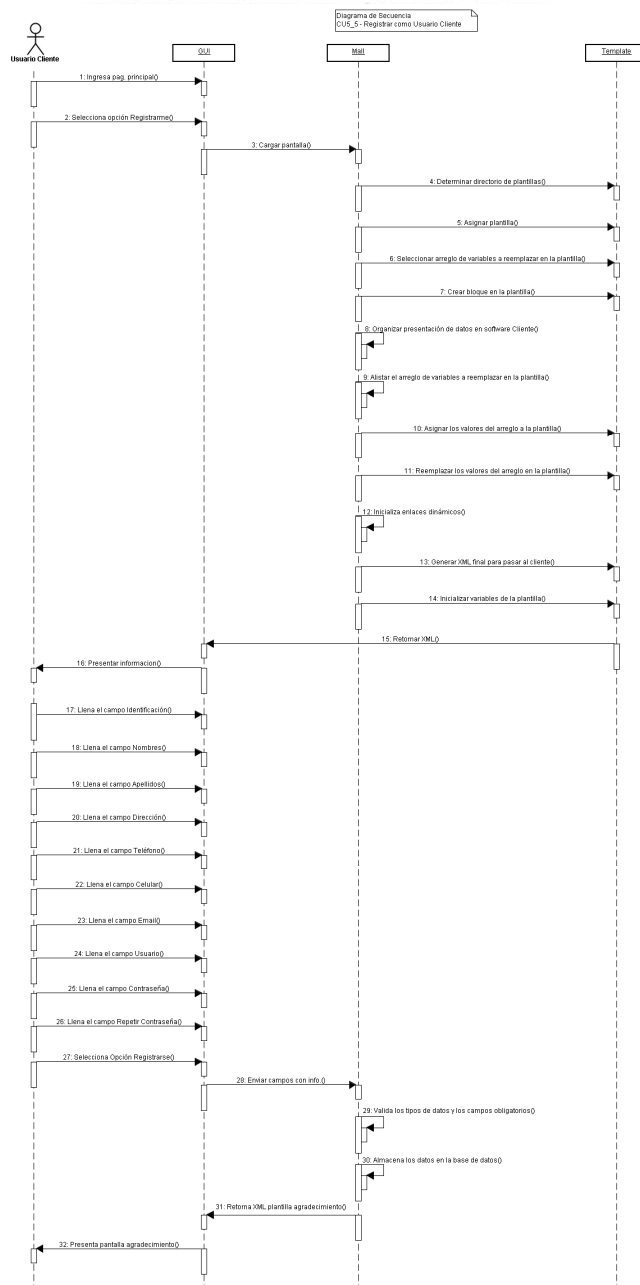 Diagrama de Secuencia
CU5_5 - Registrar como Usuario Cliente
Usuario Cliente
GUI
Mall
Template
1: Ingresa pag. principal()
2: Selecciona opción Registrarme()
3: Cargar pantalla()
4: Determinar directorio de plantillas()
5: Asignar plantilla()
6: Seleccionar arreglo de variables a reemplazar en la plantilla()
7: Crear bloque en la plantilla()
8: Organizar presentación de datos en software Cliente()
9: Alistar el arreglo de variables a reemplazar en la plantilla()
10: Asignar los valores del arreglo a la plantilla()
11: Reemplazar los valores del arreglo en la plantilla()
12: Inicializa enlaces dinámicos()
13: Generar XML final para pasar al cliente()
14: Inicializar variables de la plantilla()
15: Retornar XML()
16: Presentar informacion()
17: Llena el campo Identificación()
18: Llena el campo Nombres()
19: Llena el campo Apellidos()
20: Llena el campo Dirección()
21: Llena el campo Teléfono()
22: Llena el campo Celular()
23: Llena el campo Email()
24: Llena el campo Usuario()
25: Llena el campo Contraseña()
26: Llena el campo Repetir Contraseña()
27: Selecciona Opción Registrarse()
28: Enviar campos con info.()
29: Valida los tipos de datos y los campos obligatorios()
30: Almacena los datos en la base de datos()
31: Retorna XML plantilla agradecimiento()
32: Presenta pantalla agradecimiento()